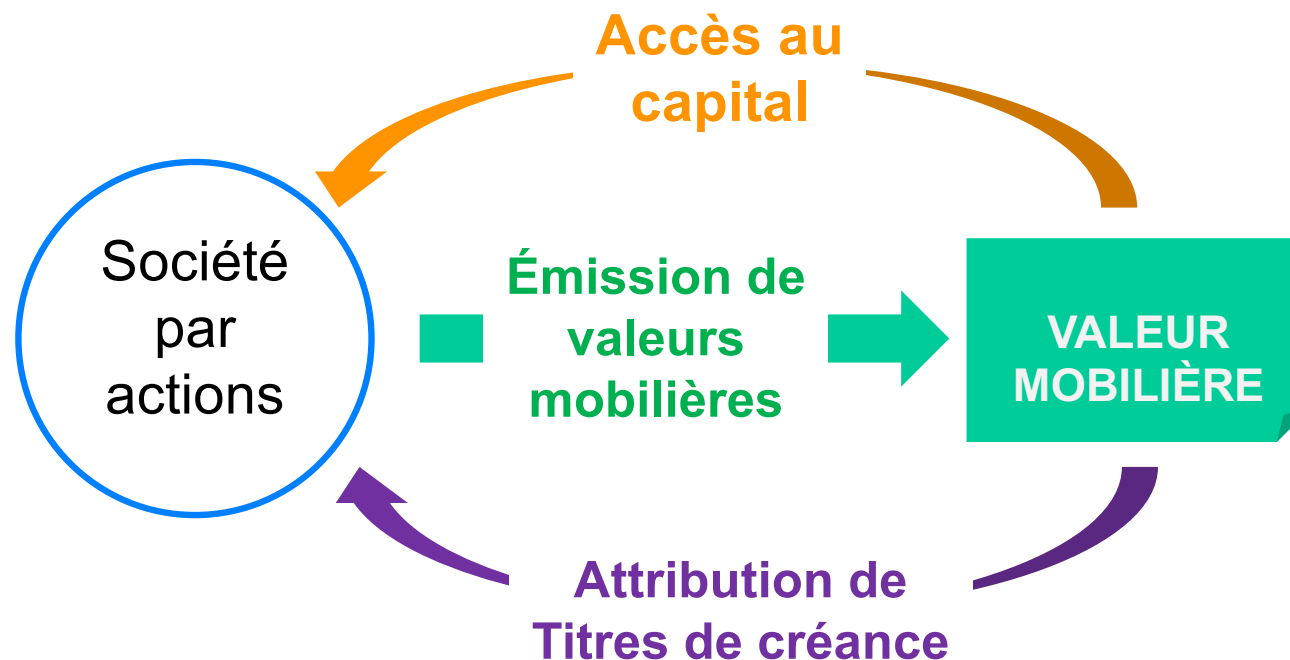 Accès au
capital
Société
par
actions
Émission de
valeurs
mobilières
VALEUR
MOBILIÈRE
Attribution de
Titres de créance